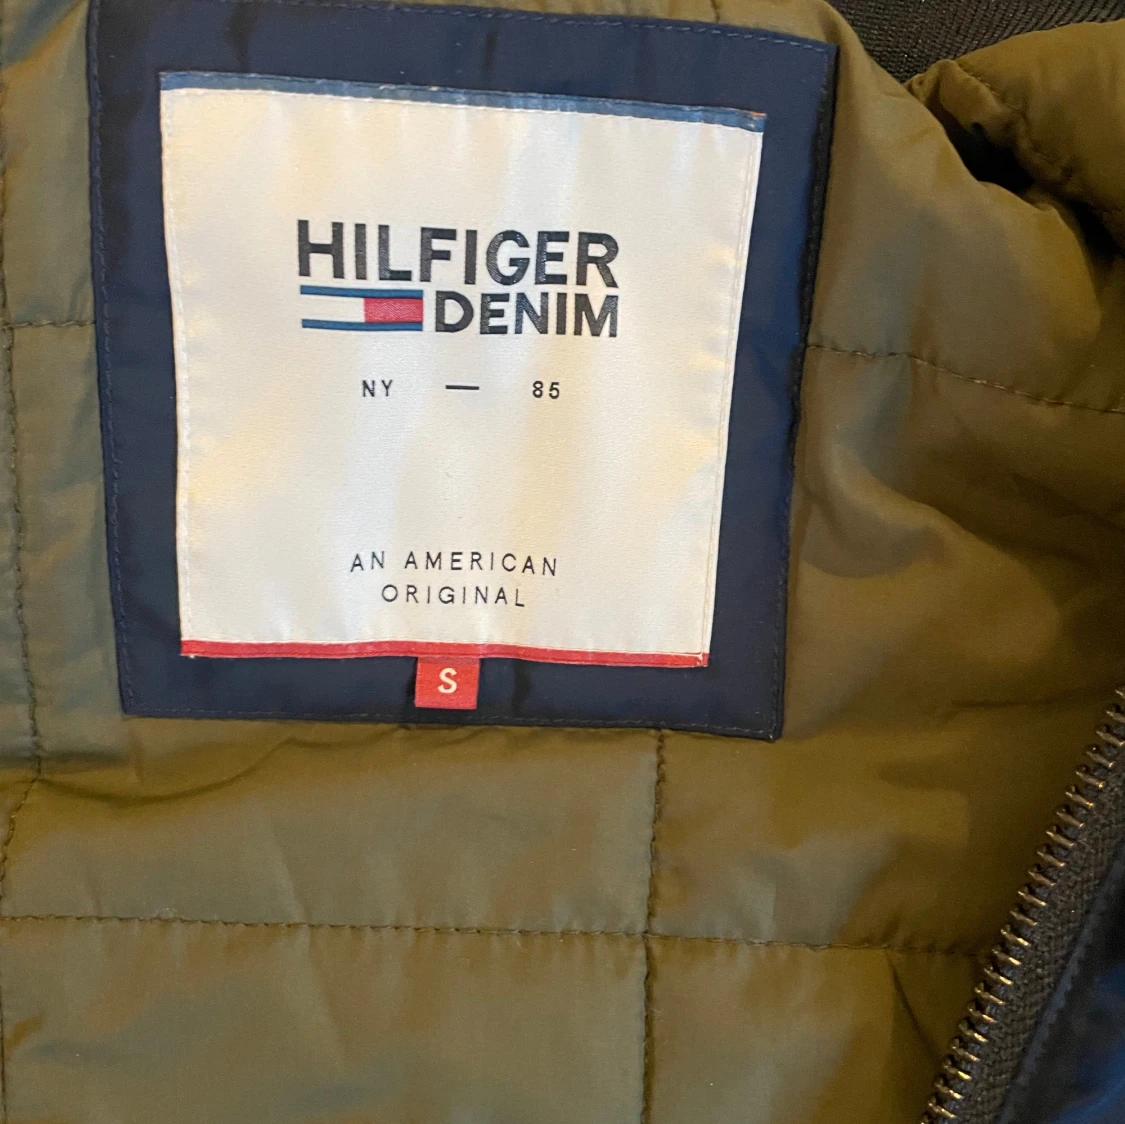 HILFIGER
DENIM
NY — 85
AN AMERICAN
ORIGINAL
S